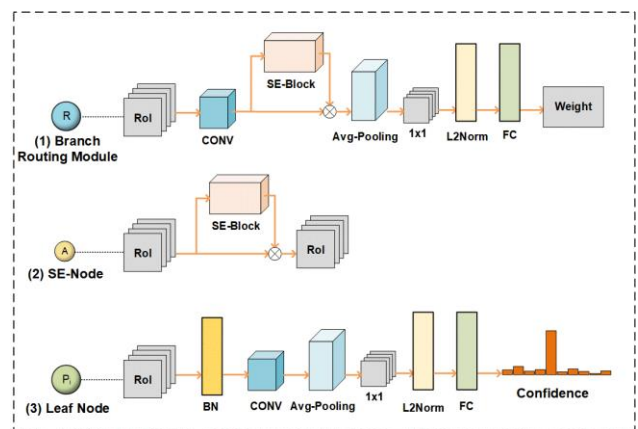 R
RoI
CONV
SE-Block
Avg-Pooling
1x1
L2Norm
FC
Weight
(1) Branch
Routing Module
A
RoI
SE-Block
RoI
(2) SE-Node
Pᵢ
RoI
BN
CONV
Avg-Pooling
1x1
L2Norm
FC
Confidence
(3) Leaf Node